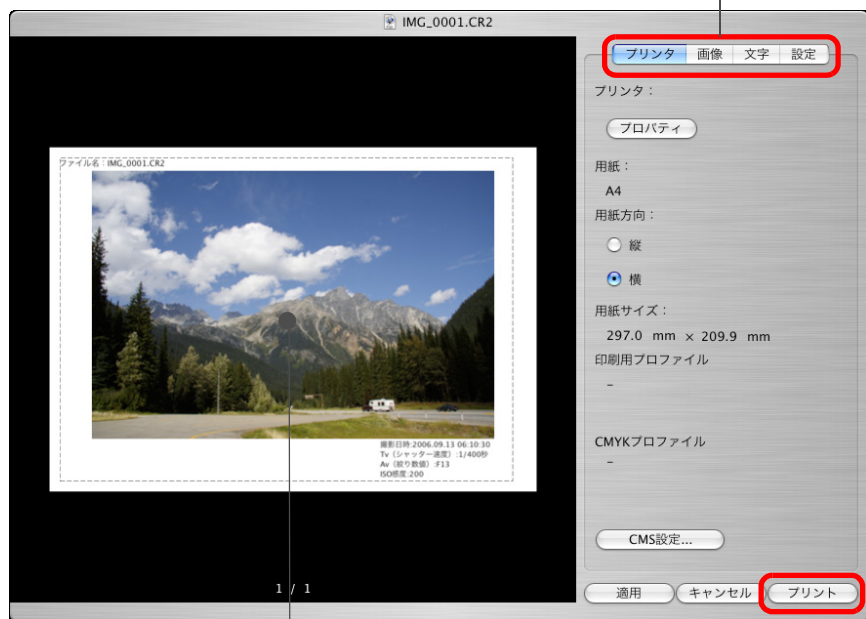 IMG_0001.CR2
プリンタ 画像 文字 設定
プリンタ：
プロパティ
用紙：
A4
用紙方向：
縦
横
用紙サイズ：
297.0 mm × 209.9 mm
印刷用プロファイル
–
CMYKプロファイル
–
CMS設定...
適用 キャンセル プリント
ファイル名：IMG_0001.CR2
撮影日時:2006.09.13 06:10:30
Tv（シャッター速度）:1/400秒
Av（絞り数値）:F13
ISO感度:200
1 / 1